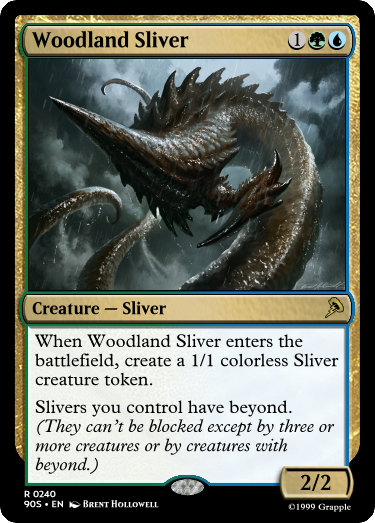 Woodland Sliver 1
Creature — Sliver
When Woodland Sliver enters the
battlefield, create a 1/1 colorless Sliver
creature token.
Slivers you control have beyond.
(They can't be blocked except by three or
more creatures or by creatures with
beyond.)
2/2
R 0240
90S • EN Brent Hollowell
©1999 Grapple